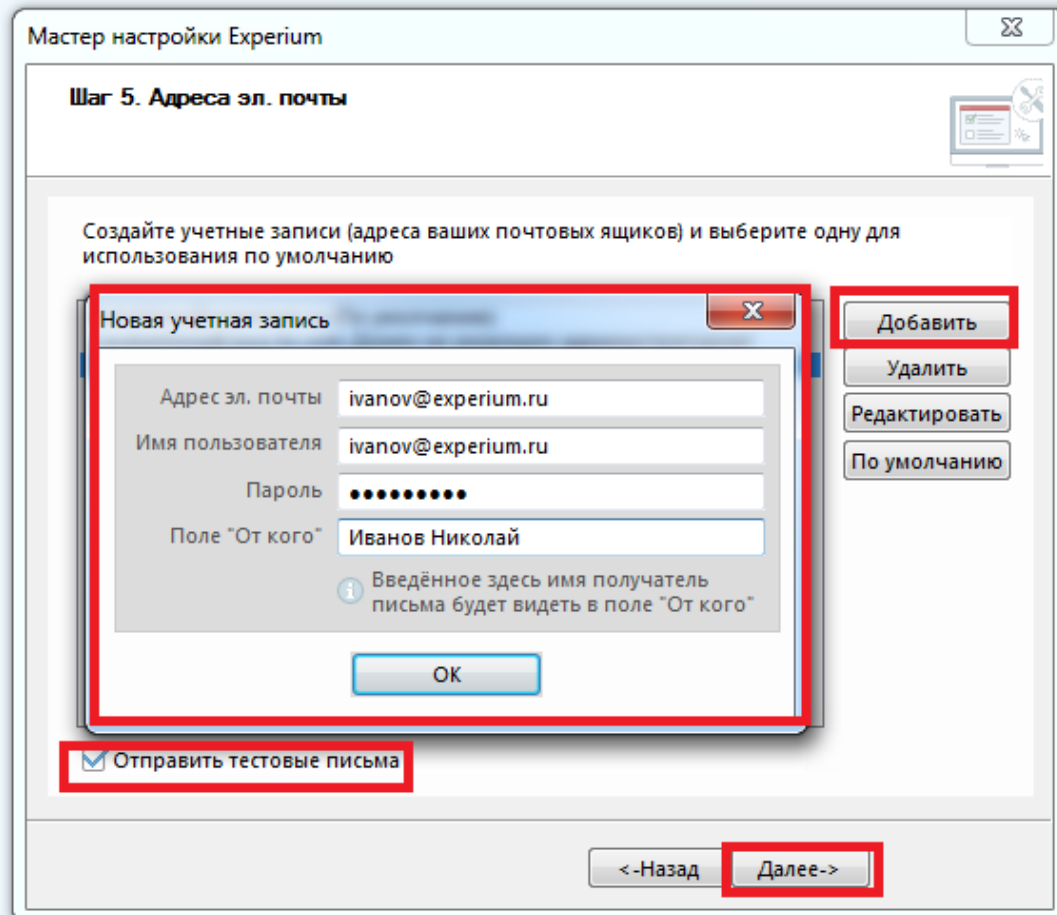 Мастер настройки Experium
Шаг 5. Адреса эл. почты
Создайте учетные записи (адреса ваших почтовых ящиков) и выберите одну для
использования по умолчанию
Новая учетная запись
Адрес эл. почты ivanov@experium.ru
Имя пользователя ivanov@experium.ru
Пароль •••••••••
Поле "От кого" Иванов Николай
Введённое здесь имя получатель
письма будет видеть в поле "От кого"
OK
Добавить
Удалить
Редактировать
По умолчанию
Отправить тестовые письма
<-Назад
Далее->